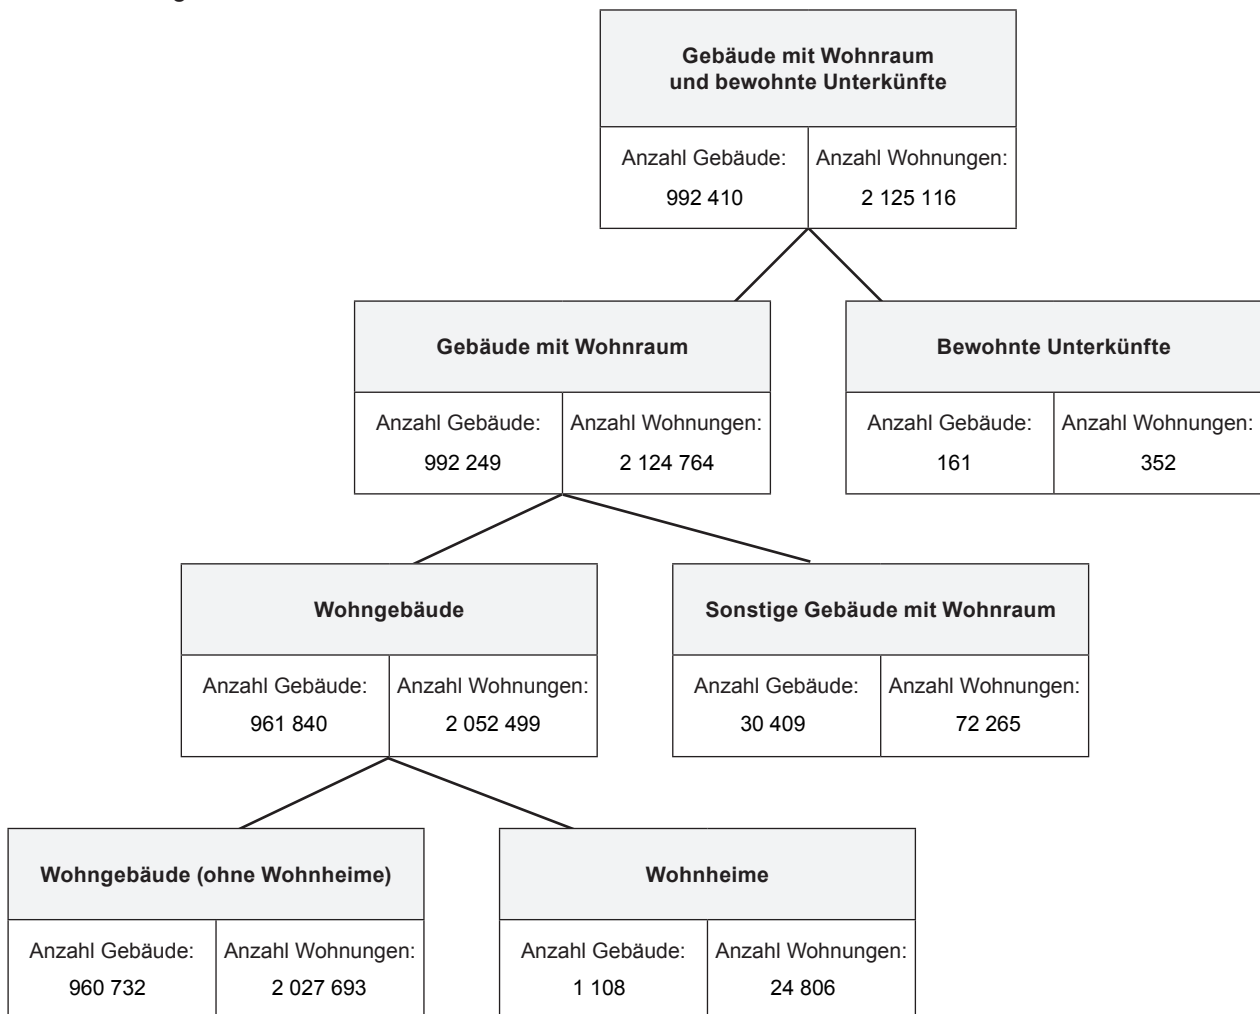 Gebäude mit Wohnraum
und bewohnte Unterkünfte
Anzahl Gebäude: Anzahl Wohnungen:
992 410 2 125 116
Gebäude mit Wohnraum
Anzahl Gebäude: Anzahl Wohnungen:
992 249 2 124 764
Bewohnte Unterkünfte
Anzahl Gebäude: Anzahl Wohnungen:
161 352
Wohngebäude
Anzahl Gebäude: Anzahl Wohnungen:
961 840 2 052 499
Sonstige Gebäude mit Wohnraum
Anzahl Gebäude: Anzahl Wohnungen:
30 409 72 265
Wohngebäude (ohne Wohnheime)
Anzahl Gebäude: Anzahl Wohnungen:
960 732 2 027 693
Wohnheime
Anzahl Gebäude: Anzahl Wohnungen:
1 108 24 806